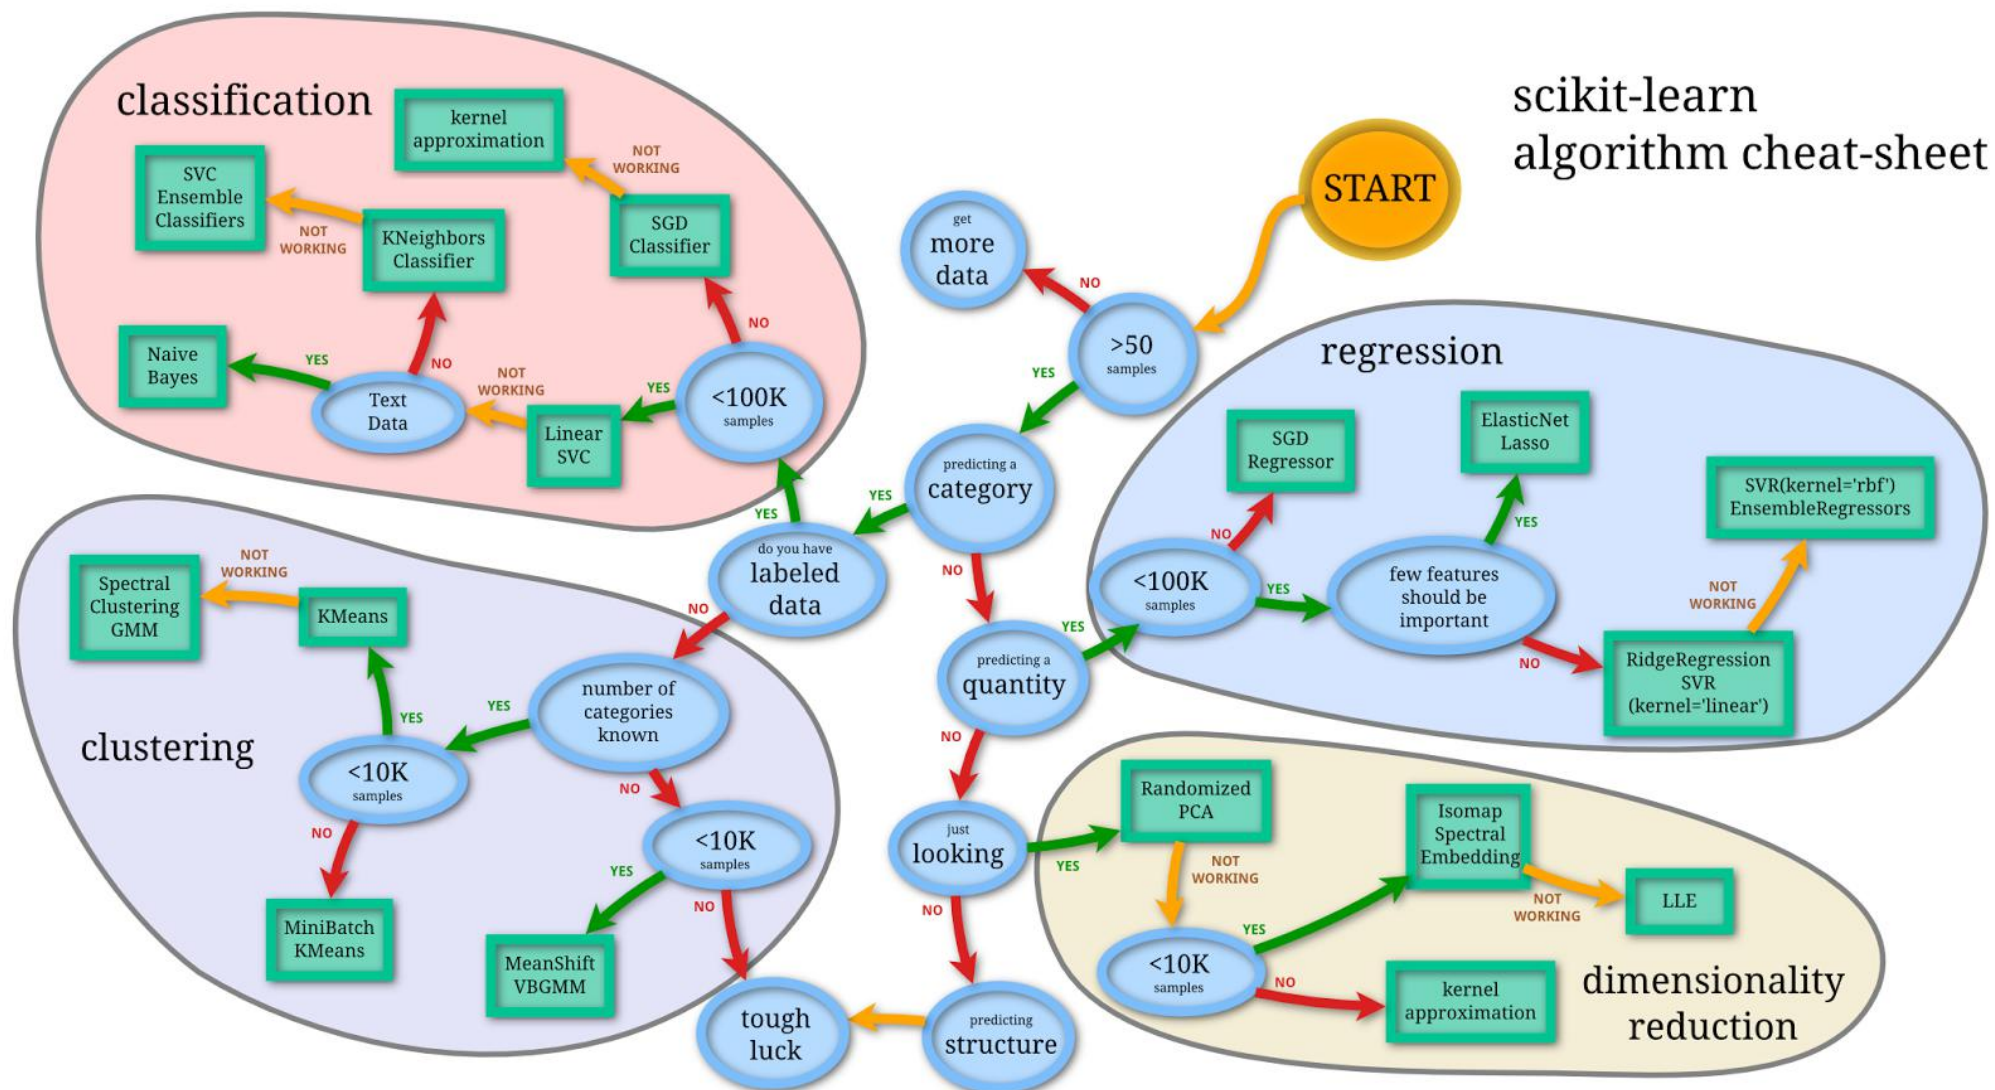 scikit-learn
algorithm cheat-sheet
START
get
more
data
NO
>50
samples
YES
predicting a
category
YES
NO
do you have
labeled
data
YES
NO
predicting a
quantity
YES
NO
just
looking
YES
NO
predicting
structure
tough
luck
classification
kernel
approximation
NOT
WORKING
SVC
Ensemble
Classifiers
NOT
WORKING
KNeighbors
Classifier
SGD
Classifier
NO
Naive
Bayes
YES
NO
Text
Data
NOT
WORKING
Linear
SVC
YES
<100K
samples
regression
SGD
Regressor
ElasticNet
Lasso
SVR(kernel='rbf')
EnsembleRegressors
NO
YES
<100K
samples
YES
few features
should be
important
NOT
WORKING
NO
RidgeRegression
SVR
(kernel='linear')
clustering
Spectral
Clustering
GMM
NOT
WORKING
KMeans
number of
categories
known
YES
YES
<10K
samples
NO
NO
<10K
samples
YES
NO
MiniBatch
KMeans
MeanShift
VBGMM
dimensionality
reduction
Randomized
PCA
NOT
WORKING
Isomap
Spectral
Embedding
NOT
WORKING
LLE
YES
<10K
samples
NO
kernel
approximation